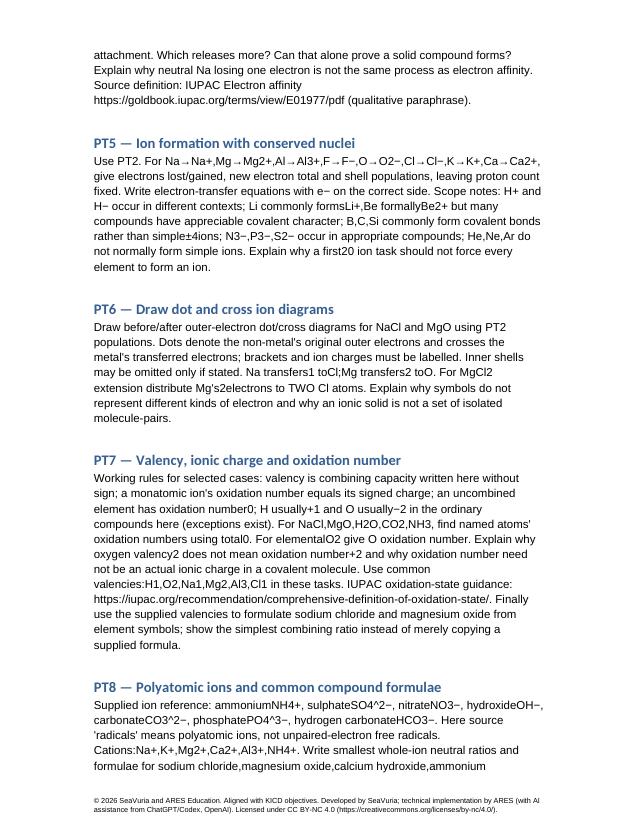 attachment. Which releases more? Can that alone prove a solid compound forms?
Explain why neutral Na losing one electron is not the same process as electron affinity.
Source definition: IUPAC Electron affinity
https://goldbook.iupac.org/terms/view/E01977/pdf (qualitative paraphrase).
PT5 — Ion formation with conserved nuclei
Use PT2. For Na→Na+,Mg→Mg2+,Al→Al3+,F→F−,O→O2−,Cl→Cl−,K→K+,Ca→Ca2+,
give electrons lost/gained, new electron total and shell populations, leaving proton count
fixed. Write electron-transfer equations with e− on the correct side. Scope notes: H+ and
H− occur in different contexts; Li commonly formsLi+,Be formallyBe2+ but many
compounds have appreciable covalent character; B,C,Si commonly form covalent bonds
rather than simple±4ions; N3−,P3−,S2− occur in appropriate compounds; He,Ne,Ar do
not normally form simple ions. Explain why a first20 ion task should not force every
element to form an ion.
PT6 — Draw dot and cross ion diagrams
Draw before/after outer-electron dot/cross diagrams for NaCl and MgO using PT2
populations. Dots denote the non-metal's original outer electrons and crosses the
metal's transferred electrons; brackets and ion charges must be labelled. Inner shells
may be omitted only if stated. Na transfers1 toCl;Mg transfers2 toO. For MgCl2
extension distribute Mg's2electrons to TWO Cl atoms. Explain why symbols do not
represent different kinds of electron and why an ionic solid is not a set of isolated
molecule-pairs.
PT7 — Valency, ionic charge and oxidation number
Working rules for selected cases: valency is combining capacity written here without
sign; a monatomic ion's oxidation number equals its signed charge; an uncombined
element has oxidation number0; H usually+1 and O usually−2 in the ordinary
compounds here (exceptions exist). For NaCl,MgO,H2O,CO2,NH3, find named atoms'
oxidation numbers using total0. For elementalO2 give O oxidation number. Explain why
oxygen valency2 does not mean oxidation number+2 and why oxidation number need
not be an actual ionic charge in a covalent molecule. Use common
valencies:H1,O2,Na1,Mg2,Al3,Cl1 in these tasks. IUPAC oxidation-state guidance:
https://iupac.org/recommendation/comprehensive-definition-of-oxidation-state/. Finally
use the supplied valencies to formulate sodium chloride and magnesium oxide from
element symbols; show the simplest combining ratio instead of merely copying a
supplied formula.
PT8 — Polyatomic ions and common compound formulae
Supplied ion reference: ammoniumNH4+, sulphateSO4^2−, nitrateNO3−, hydroxideOH−,
carbonateCO3^2−, phosphatePO4^3−, hydrogen carbonateHCO3−. Here source
'radicals' means polyatomic ions, not unpaired-electron free radicals.
Cations:Na+,K+,Mg2+,Ca2+,Al3+,NH4+. Write smallest whole-ion neutral ratios and
formulae for sodium chloride,magnesium oxide,calcium hydroxide,ammonium
© 2026 SeaVuria and ARES Education. Aligned with KICD objectives. Developed by SeaVuria; technical implementation by ARES (with AI
assistance from ChatGPT/Codex, OpenAI). Licensed under CC BY-NC 4.0 (https://creativecommons.org/licenses/by-nc/4.0/).